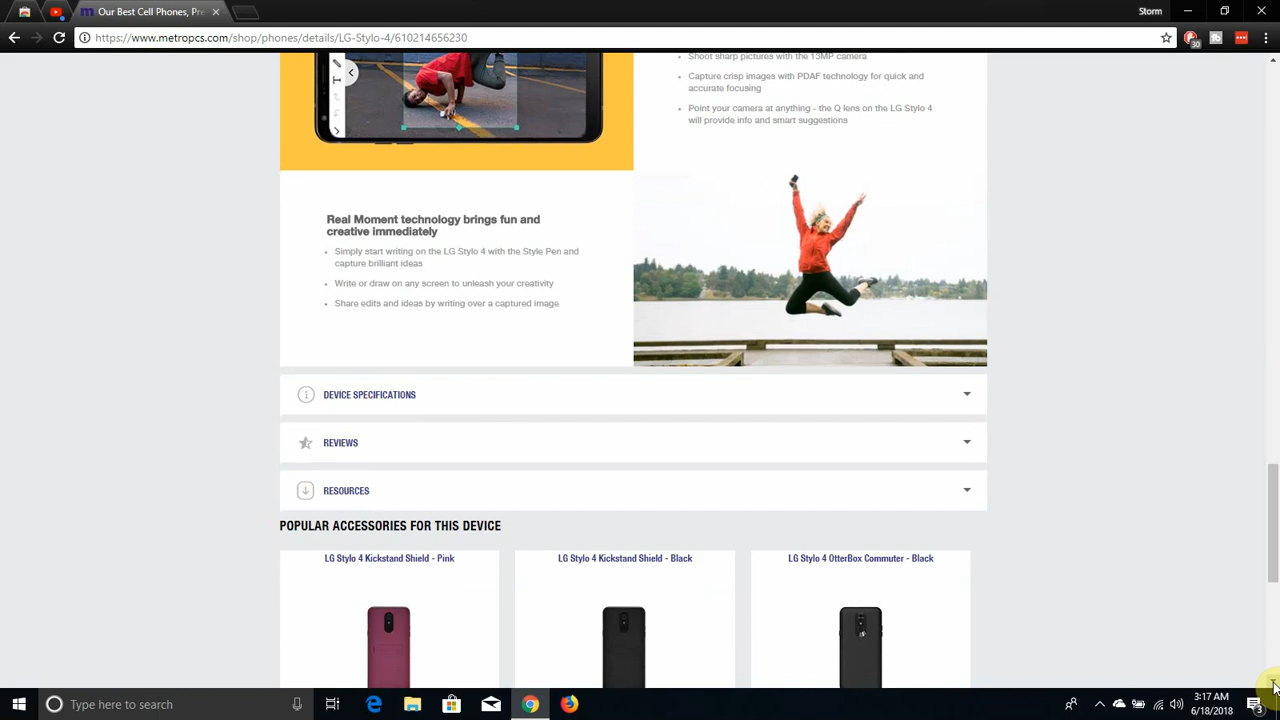 Our Best Cell Phones, Pre
Storm
https://www.metropcs.com/shop/phones/details/LG-Stylo-4/610214656230
30
Shoot sharp pictures with the 13MP camera
Capture crisp images with PDAF technology for quick and
accurate focusing
Point your camera at anything - the Q lens on the LG Stylo 4
will provide info and smart suggestions
Real Moment technology brings fun and
creative immediately
Simply start writing on the LG Stylo 4 with the Style Pen and
capture brilliant ideas
Write or draw on any screen to unleash your creativity
Share edits and ideas by writing over a captured image
DEVICE SPECIFICATIONS
REVIEWS
RESOURCES
POPULAR ACCESSORIES FOR THIS DEVICE
LG Stylo 4 Kickstand Shield - Pink
LG Stylo 4 Kickstand Shield - Black
LG Stylo 4 OtterBox Commuter - Black
Type here to search
3:17 AM
6/18/2018
3